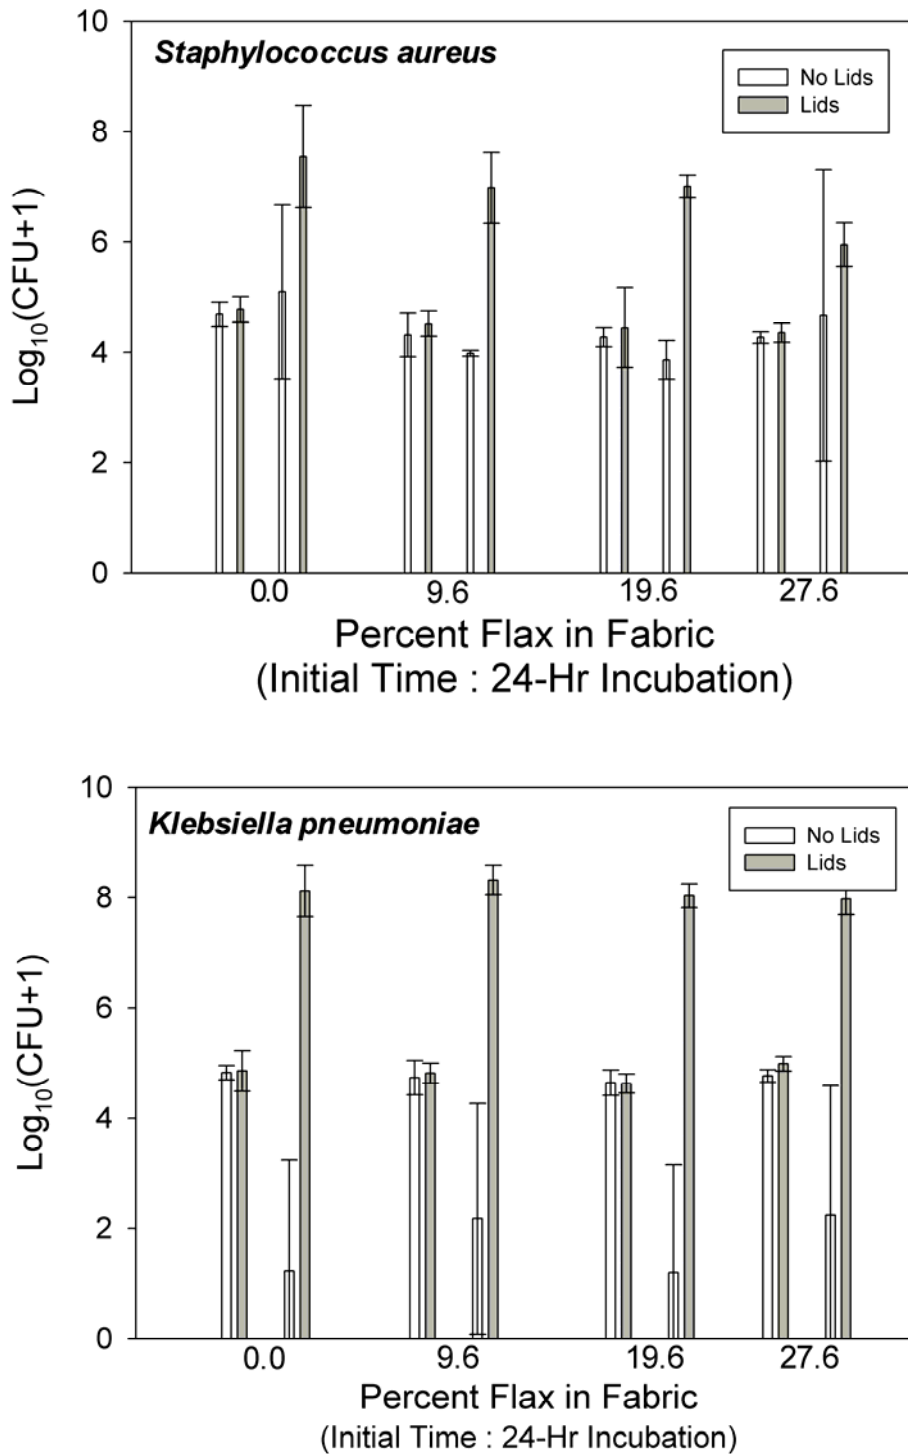 10
Staphylococcus aureus
No Lids
Lids
8
6
4
2
0
Log10(CFU+1)
0.0 9.6 19.6 27.6
Percent Flax in Fabric
(Initial Time : 24-Hr Incubation)
10
Klebsiella pneumoniae
No Lids
Lids
8
6
4
2
0
Log10(CFU+1)
0.0 9.6 19.6 27.6
Percent Flax in Fabric
(Initial Time : 24-Hr Incubation)